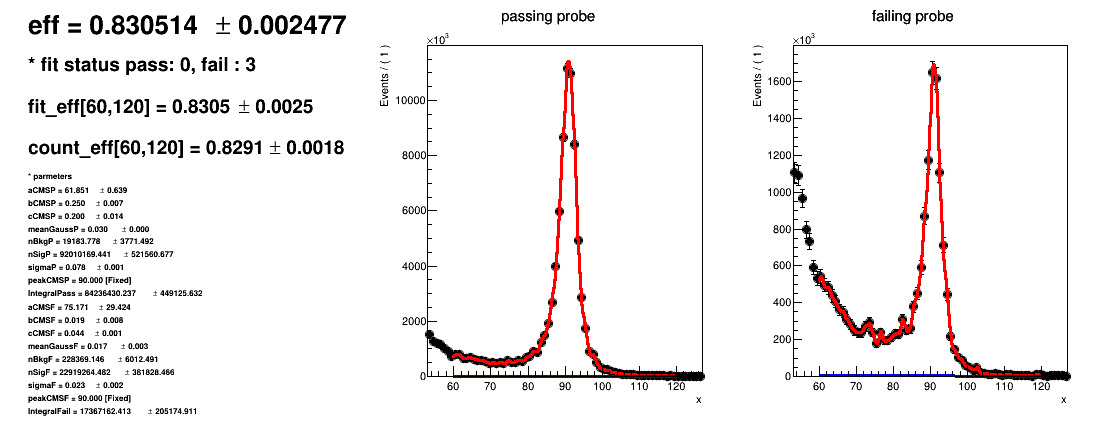 eff = 0.830514 ± 0.002477
* fit status pass: 0, fail : 3
fit_eff[60,120] = 0.8305 ± 0.0025
count_eff[60,120] = 0.8291 ± 0.0018
* parmeters
aCMSP = 61.851 ± 0.639
bCMSP = 0.250 ± 0.007
cCMSP = 0.200 ± 0.014
meanGaussP = 0.030 ± 0.000
nBkgP = 19183.778 ± 3771.492
nSigP = 92010169.441 ± 521560.677
sigmaP = 0.078 ± 0.001
peakCMSP = 90.000 [Fixed]
IntegralPass = 84236430.237 ± 449125.632
aCMSF = 75.171 ± 29.424
bCMSF = 0.019 ± 0.008
cCMSF = 0.044 ± 0.001
meanGaussF = 0.017 ± 0.003
nBkgF = 228369.146 ± 6012.491
nSigF = 22919264.482 ± 381828.466
sigmaF = 0.023 ± 0.002
peakCMSF = 90.000 [Fixed]
IntegralFail = 17367162.413 ± 205174.911
passing probe
×10³
Events / ( 1 )
10000
8000
6000
4000
2000
0
60 70 80 90 100 110 120
x
failing probe
×10³
Events / ( 1 )
1600
1400
1200
1000
800
600
400
200
0
60 70 80 90 100 110 120
x